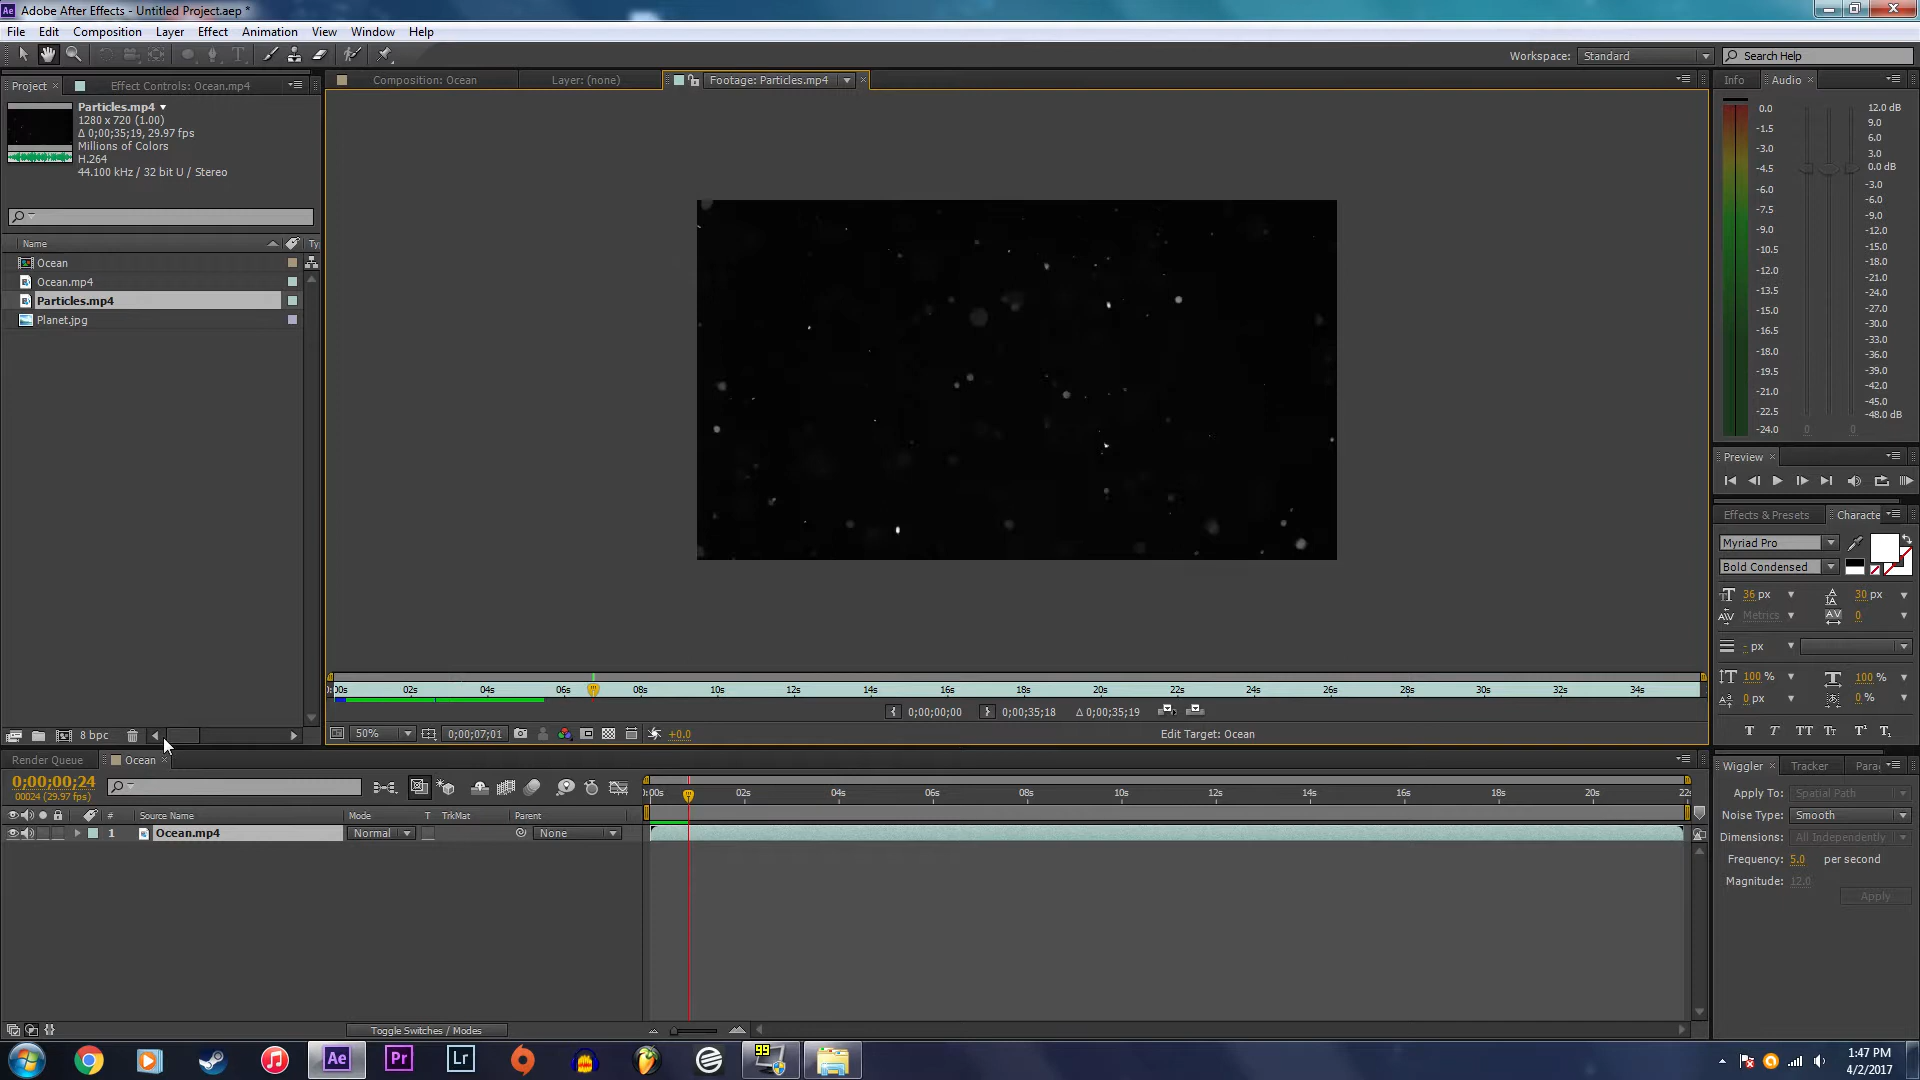 Adobe After Effects - Untitled Project.aep *
File Edit Composition Layer Effect Animation View Window Help
Workspace: Standard Search Help
Project Effect Controls: Ocean.mp4
Composition: Ocean Layer: (none) Footage: Particles.mp4
Info Audio
Particles.mp4
1280 x 720 (1.00)
Δ 0;00;35;19, 29.97 fps
Millions of Colors
H.264
44.100 kHz / 32 bit U / Stereo
Name Ty
Ocean
Ocean.mp4
Particles.mp4
Planet.jpg
0.0 12.0 dB
-1.5 9.0
6.0
-3.0 3.0
-4.5 0.0 dB
-6.0 -3.0
-6.0
-7.5 -9.0
-9.0 -12.0
-15.0
-10.5 -18.0
-12.0 -21.0
-24.0
-13.5 -27.0
-15.0 -30.0
-16.5 -33.0
-36.0
-18.0 -39.0
-19.5 -42.0
-21.0 -45.0
-22.5 -48.0 dB
-24.0 0 0
Preview
Effects & Presets Characte
Myriad Pro
Bold Condensed
36 px 30 px
Metrics 0
- px
100 % 100 %
0 px 0 %
T T TT Tt T¹ T₁
0: 00s 02s 04s 06s 08s 10s 12s 14s 16s 18s 20s 22s 24s 26s 28s 30s 32s 34s
0;00;00;00 0;00;35;18 Δ 0;00;35;19
8 bpc
50% 0;00;07;01 +0.0 Edit Target: Ocean
Render Queue Ocean
0;00;00;24
00024 (29.97 fps)
:00s 02s 04s 06s 08s 10s 12s 14s 16s 18s 20s 22s
# Source Name Mode T TrkMat Parent
1 Ocean.mp4 Normal None
Toggle Switches / Modes
Wiggler Tracker Para
Apply To: Spatial Path
Noise Type: Smooth
Dimensions: All Independently
Frequency: 5.0 per second
Magnitude: 12.0
Apply
Ae Pr Lr 99
1:47 PM
4/2/2017